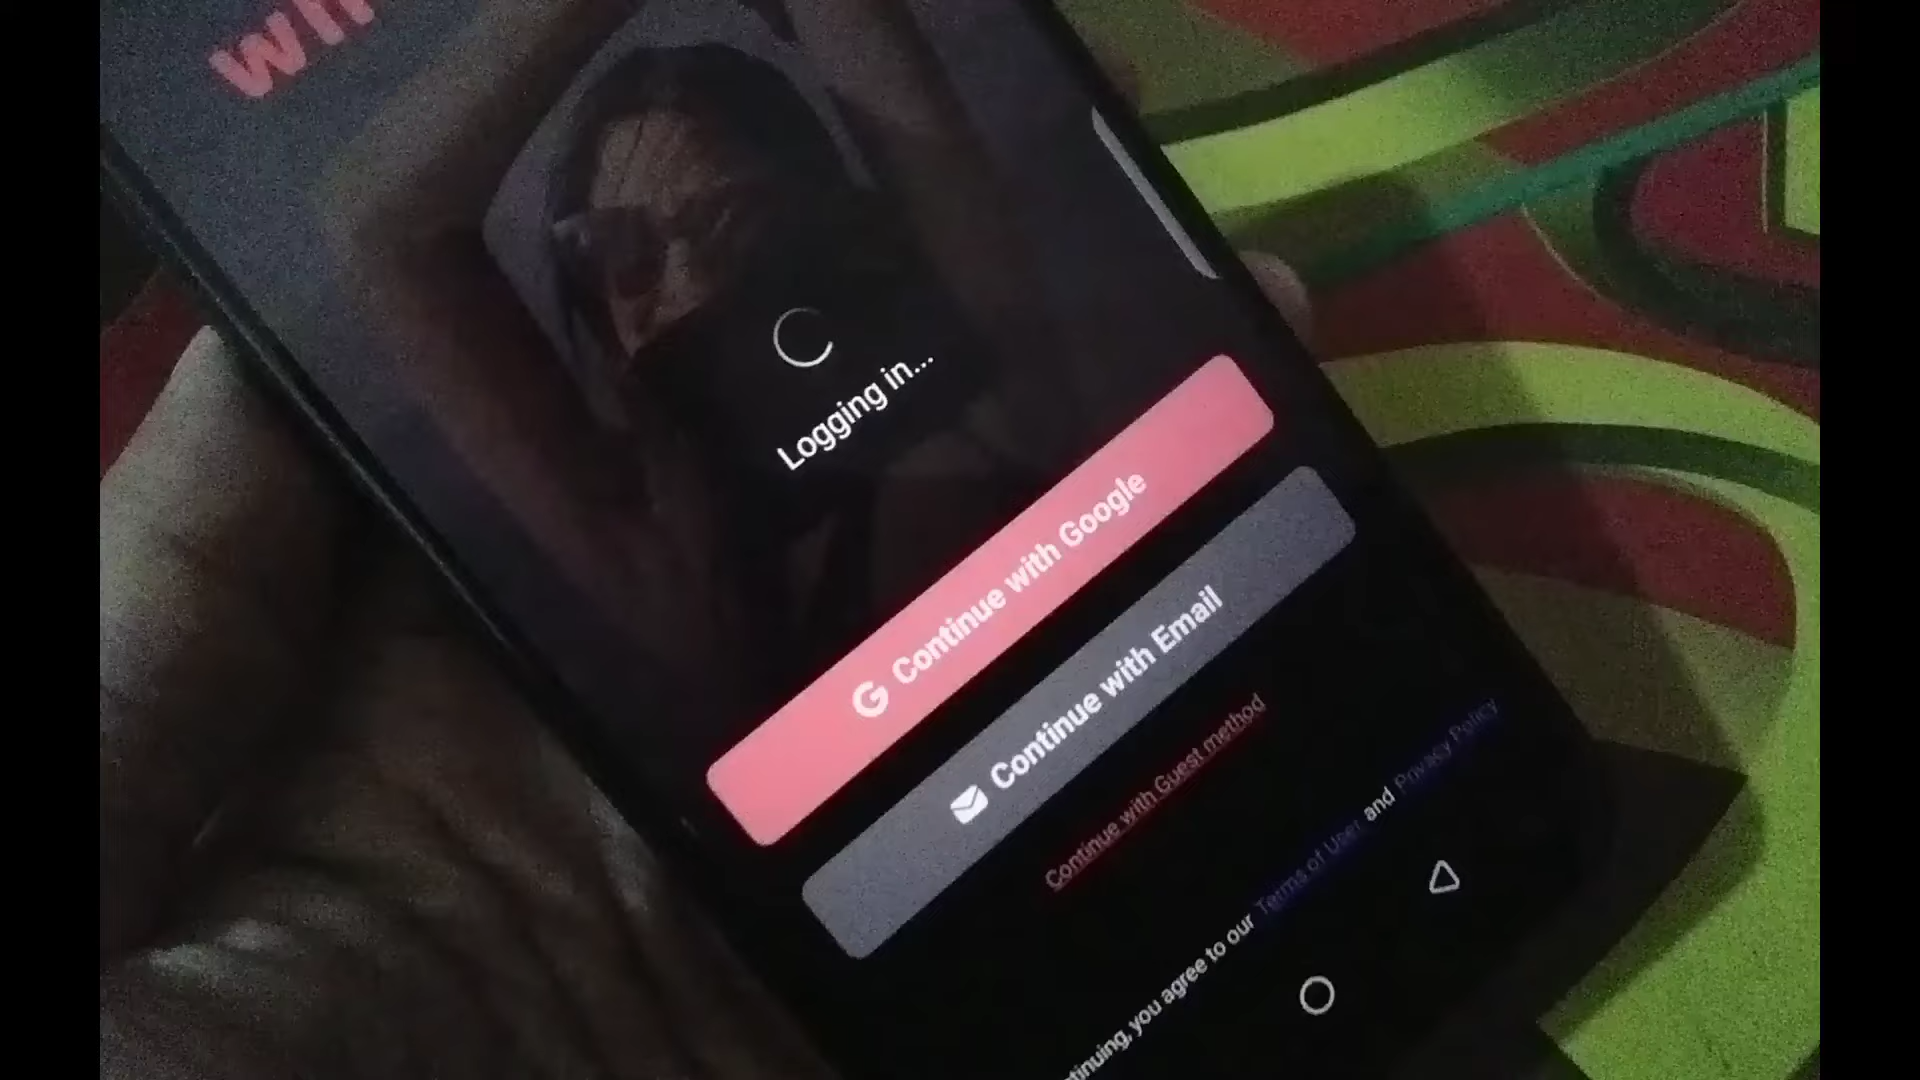 Logging in...
G Continue with Google
Continue with Email
Continue with Guest method
you agree to our Terms of User and Privacy Policy